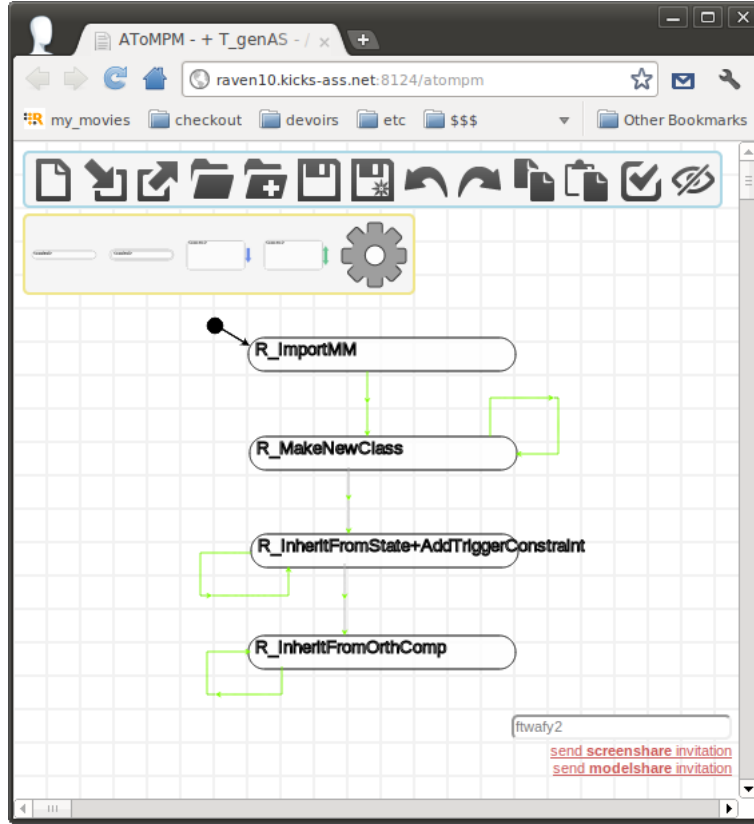 AToMPM - + T_genAS - /
raven10.kicks-ass.net:8124/atompm
my_movies checkout devoirs etc $$$ Other Bookmarks
R_ImportMM
R_MakeNewClass
R_InheritFromState+AddTriggerConstraint
R_InheritFromOrthComp
ftwafy2
send screenshare invitation
send modelshare invitation